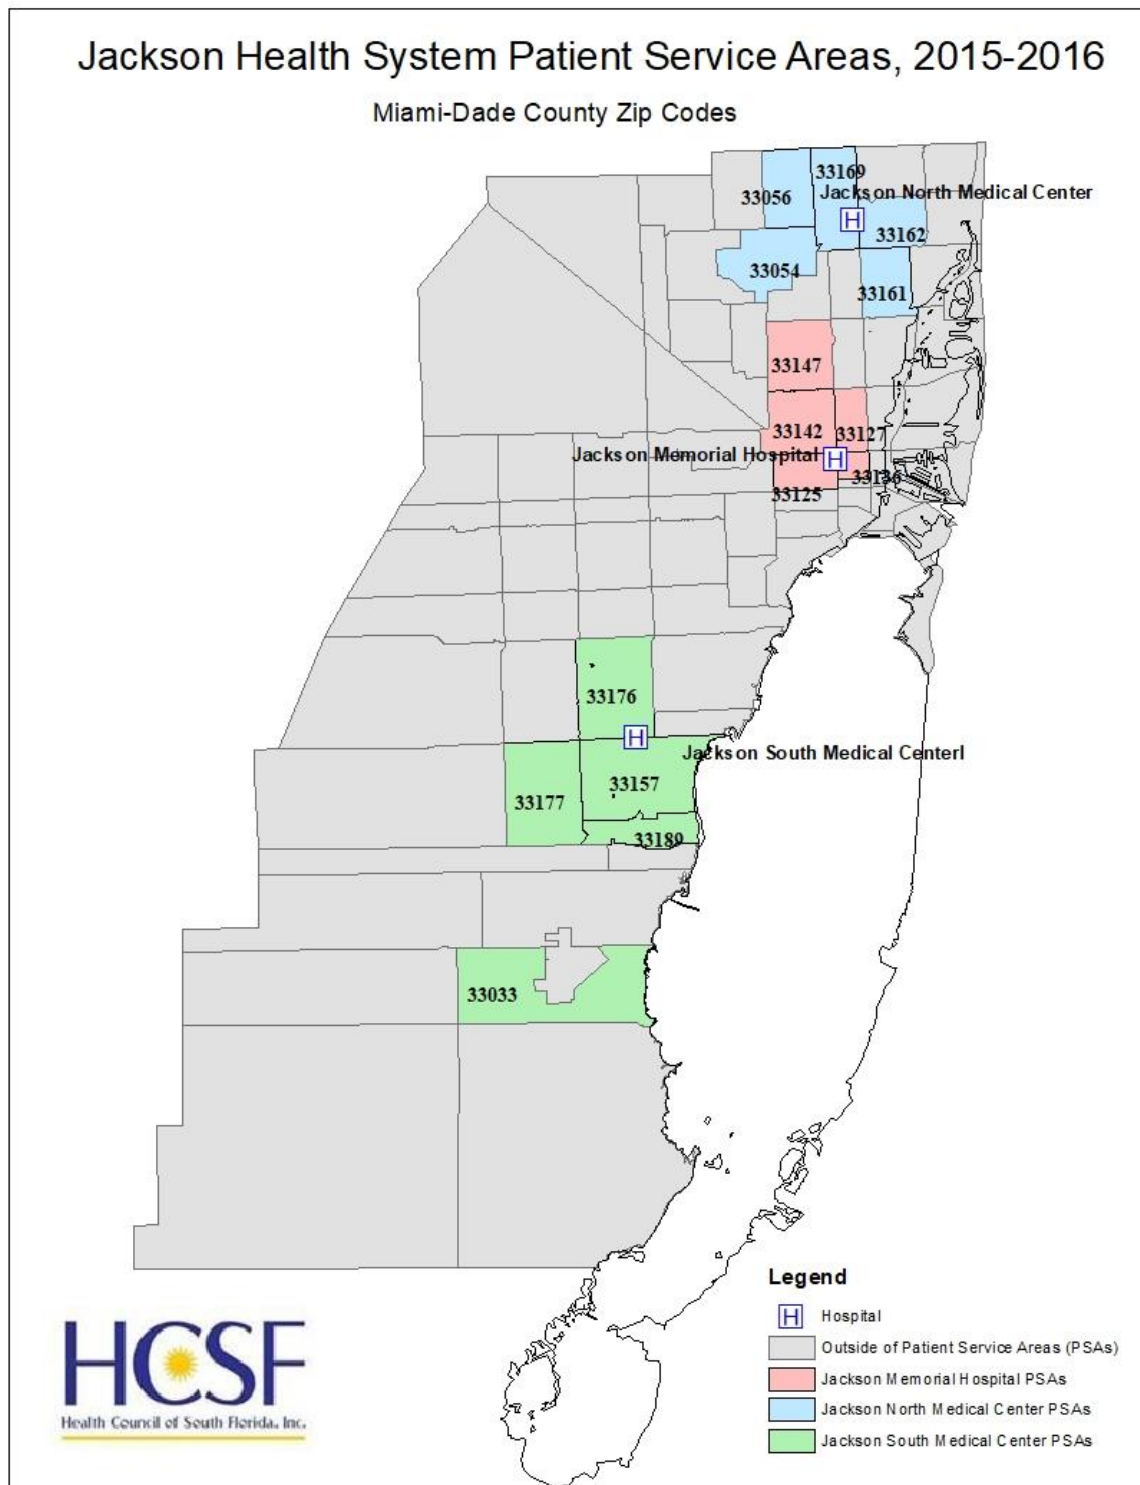 Jackson Health System Patient Service Areas, 2015-2016
Miami-Dade County Zip Codes
33169
33056
Jackson North Medical Center
H
33162
33054
33161
33147
33142
33127
Jackson Memorial Hospital
H
33136
33125
33176
H
Jackson South Medical Centerl
33157
33177
33189
33033
Legend
H Hospital
Outside of Patient Service Areas (PSAs)
Jackson Memorial Hospital PSAs
Jackson North Medical Center PSAs
Jackson South Medical Center PSAs
HCSF
Health Council of South Florida, Inc.